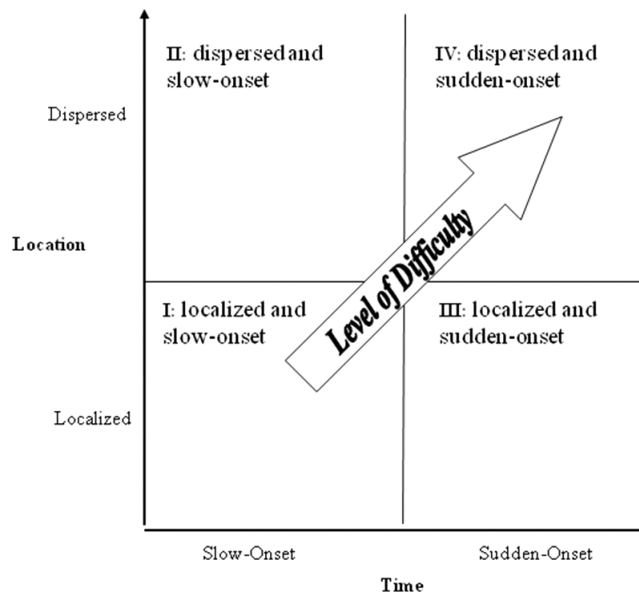 II: dispersed and
slow-onset
IV: dispersed and
sudden-onset
Dispersed
Location
Level of Difficulty
I: localized and
slow-onset
III: localized and
sudden-onset
Localized
Slow-Onset
Sudden-Onset
Time